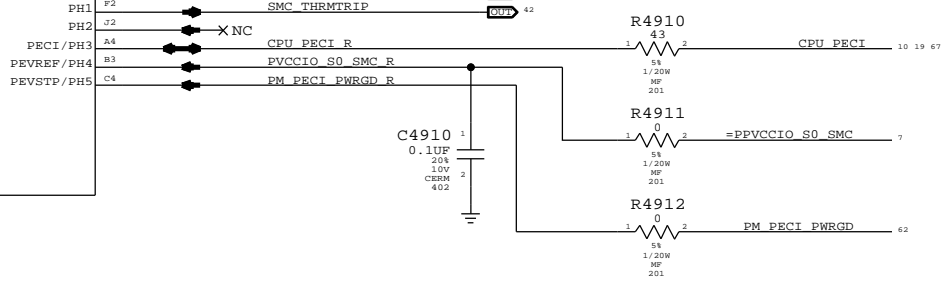 PH1 F2 SMC_THRMTRIP OUT 42
PH2 J2 NC
R4910
43
PECI/PH3 A4 CPU_PECI_R 1 2 CPU_PECI 10 19 67
5%
1/20W
MF
201
PEVREF/PH4 B3 PVCCIO_S0_SMC_R
PEVSTP/PH5 C4 PM_PECI_PWRGD_R
C4910 1
0.1UF
20%
10V
CERM 2
402
R4911
0
1 2 =PPVCCIO_S0_SMC 7
5%
1/20W
MF
201
R4912
0
1 2 PM_PECI_PWRGD 62
5%
1/20W
MF
201